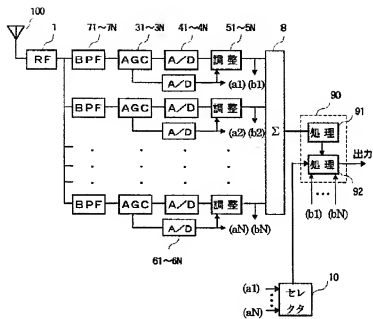 100
1
71~7N
31~3N
41~4N
51~5N
8
RF
BPF
AGC
A/D
調整
A/D
(a1)
(b1)
90
91
BPF
AGC
A/D
調整
A/D
(a2)
(b2)
Σ
処理
処理
出力
92
(b1)
(bN)
BPF
AGC
A/D
調整
A/D
(aN)
(bN)
61~6N
10
(a1)
(aN)
セレ
クタ